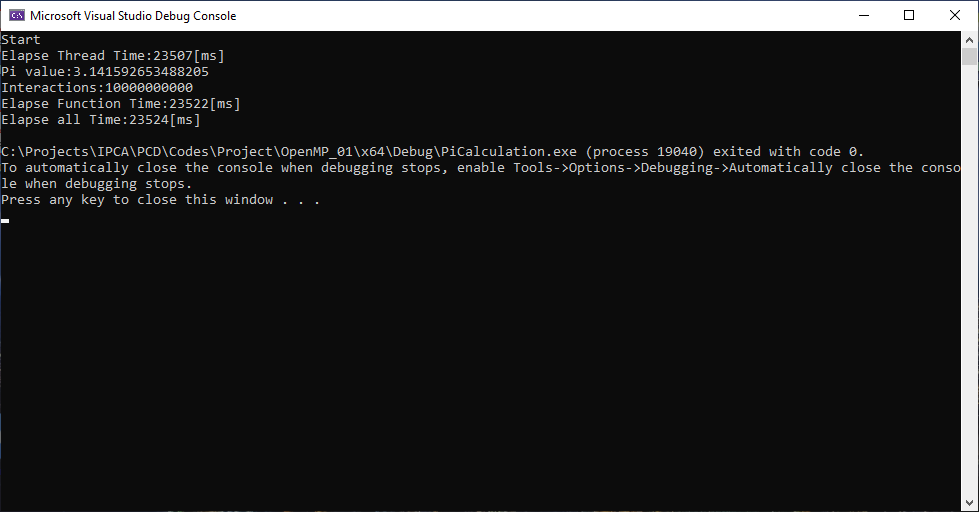 Microsoft Visual Studio Debug Console
Start
Elapse Thread Time:23507[ms]
Pi value:3.141592653488205
Interactions:10000000000
Elapse Function Time:23522[ms]
Elapse all Time:23524[ms]
C:\Projects\IPCA\PCD\Codes\Project\OpenMP_01\x64\Debug\PiCalculation.exe (process 19040) exited with code 0.
To automatically close the console when debugging stops, enable Tools->Options->Debugging->Automatically close the conso
le when debugging stops.
Press any key to close this window . . .